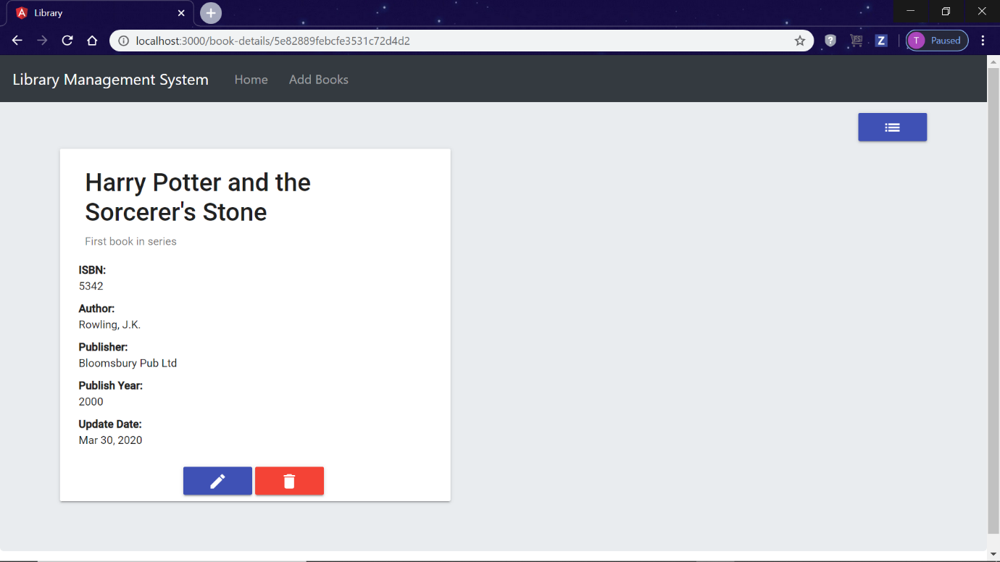 Library
localhost:3000/book-details/5e82889febcfe3531c72d4d2
T Paused
Library Management System Home Add Books
Harry Potter and the
Sorcerer's Stone
First book in series
ISBN:
5342
Author:
Rowling, J.K.
Publisher:
Bloomsbury Pub Ltd
Publish Year:
2000
Update Date:
Mar 30, 2020